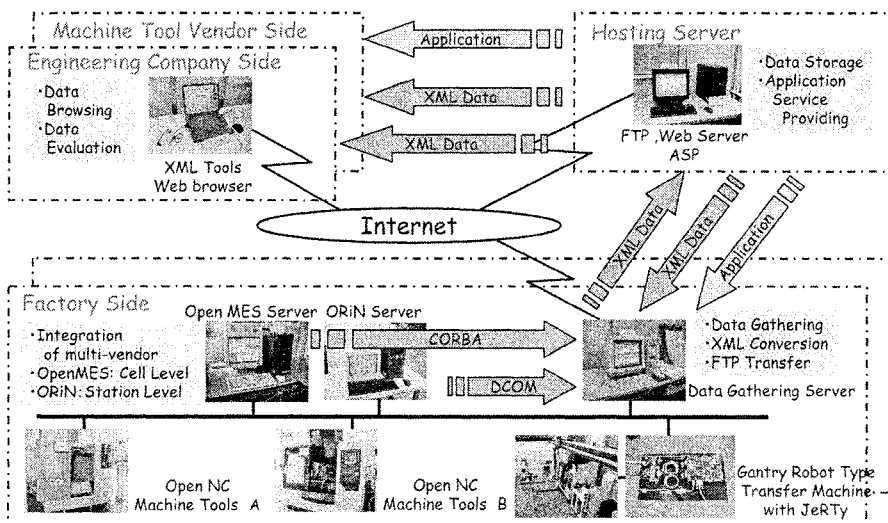 Machine Tool Vendor Side
Engineering Company Side
・Data
Browsing
・Data
Evaluation
XML Tools
Web browser
Application
XML Data
XML Data
Hosting Server
・Data Storage
・Application
Service
Providing
FTP ,Web Server
ASP
Internet
XML Data
XML Data
Application
Factory Side
・Integration
of multi-vendor
・OpenMES: Cell Level
・ORiN: Station Level
Open MES Server
ORiN Server
CORBA
DCOM
・Data Gathering
・XML Conversion
・FTP Transfer
Data Gathering Server
Open NC
Machine Tools A
Open NC
Machine Tools B
Gantry Robot Type
Transfer Machine
with JeRTy